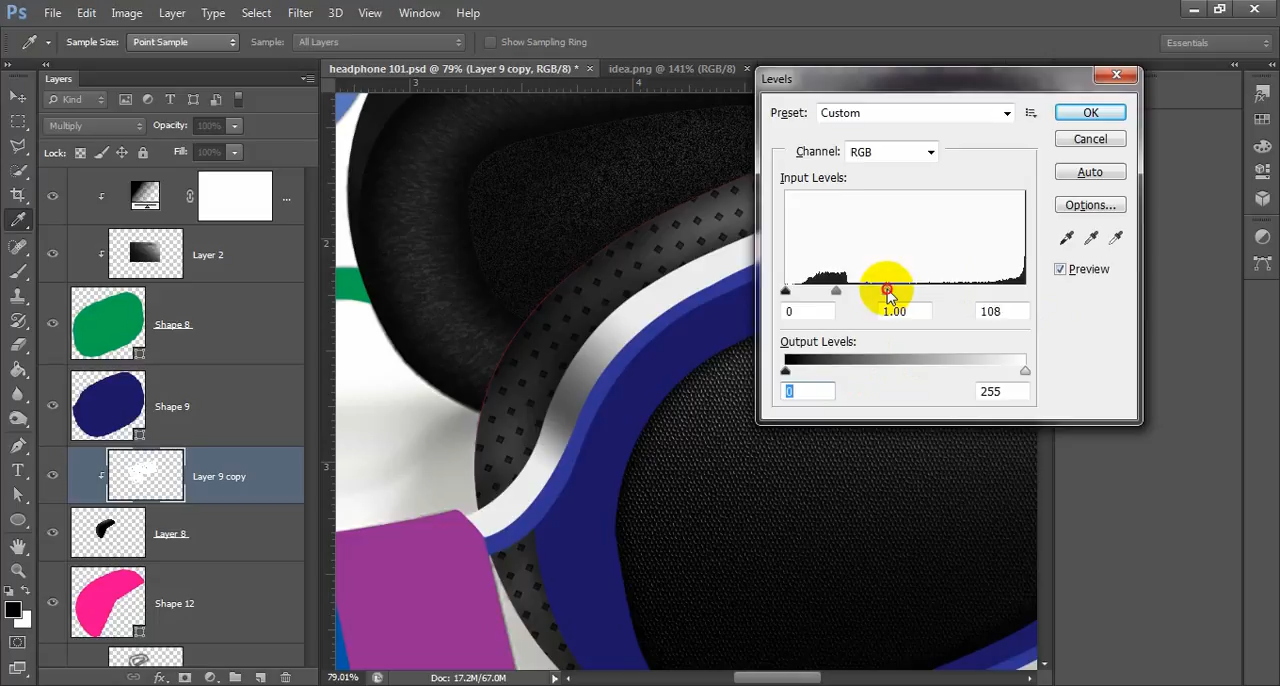 Ps File Edit Image Layer Type Select Filter 3D View Window Help
Sample Size: Point Sample Sample: All Layers Show Sampling Ring Essentials
Layers
headphone 101.psd @ 79% (Layer 9 copy, RGB/8) * × idea.png @ 141% (RGB/8) ×
Kind
Multiply Opacity: 100%
Lock: Fill: 100%
Layer 2
Shape 8
Shape 9
Layer 9 copy
Layer 8
Shape 12
3 4
2
3
Levels
Preset: Custom OK
Cancel
Channel: RGB
Auto
Input Levels:
Options...
Preview
0 1.00 108
Output Levels:
0 255
79.01% Doc: 17.2M/67.0M